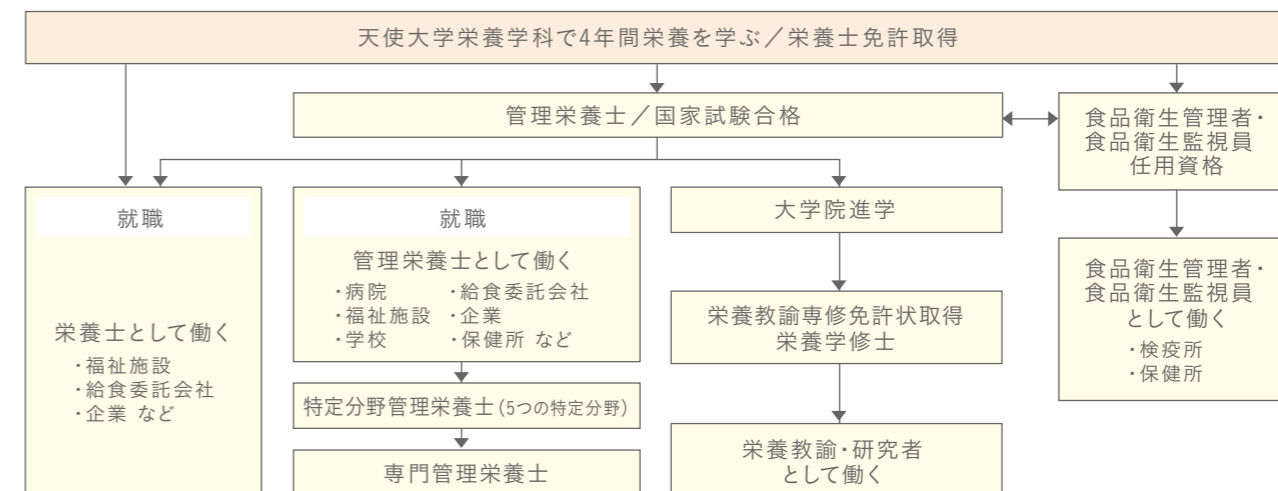 天使大学栄養学科で4年間栄養を学ぶ／栄養士免許取得
管理栄養士／国家試験合格
食品衛生管理者・
食品衛生監視員
任用資格
就職
栄養士として働く
・福祉施設
・給食委託会社
・企業 など
就職
管理栄養士として働く
・病院 ・給食委託会社
・福祉施設 ・企業
・学校 ・保健所 など
特定分野管理栄養士(5つの特定分野)
専門管理栄養士
大学院進学
栄養教諭専修免許状取得
栄養学修士
栄養教諭・研究者
として働く
食品衛生管理者・
食品衛生監視員
として働く
・検疫所
・保健所